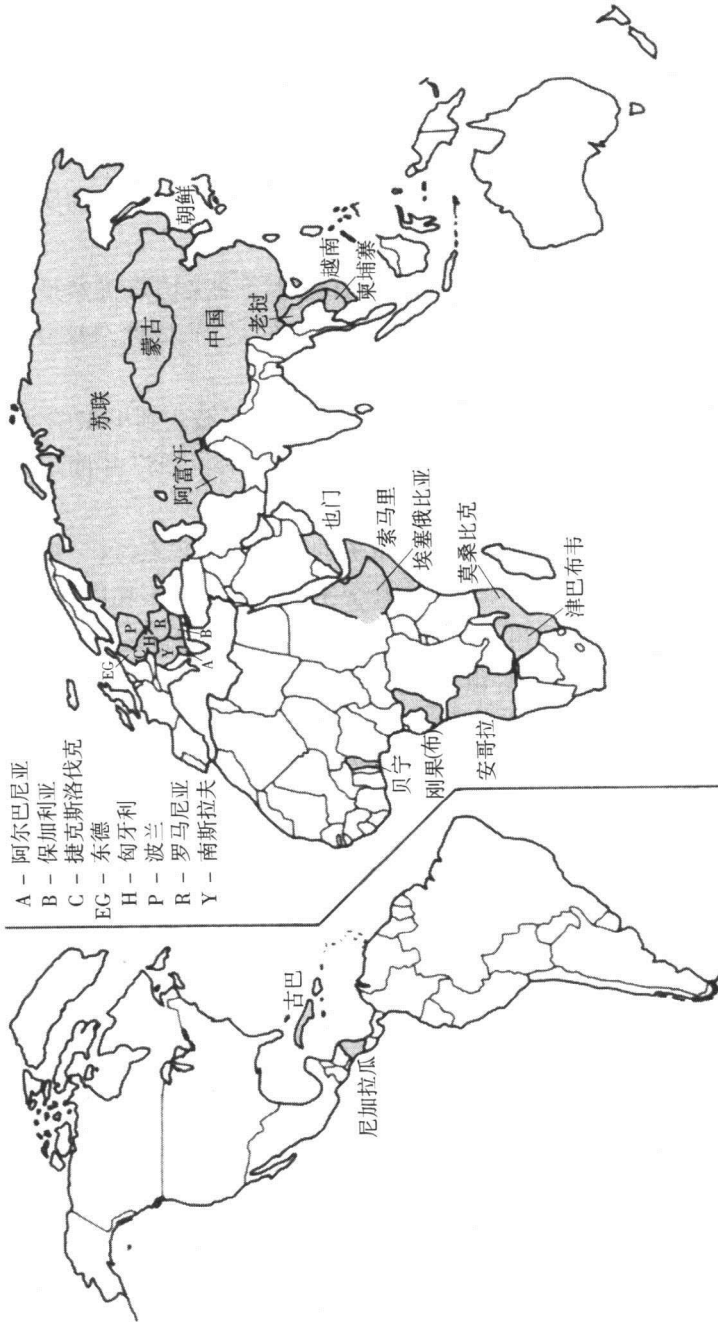 A － 阿尔巴尼亚
B － 保加利亚
C － 捷克斯洛伐克
EG － 东德
H － 匈牙利
P － 波兰
R － 罗马尼亚
Y － 南斯拉夫
苏联
蒙古
中国
朝鲜
老挝
越南
柬埔寨
阿富汗
EG
P
C
H
R
Y
B
A
也门
索马里
埃塞俄比亚
莫桑比克
津巴布韦
贝宁
刚果(布)
安哥拉
古巴
尼加拉瓜